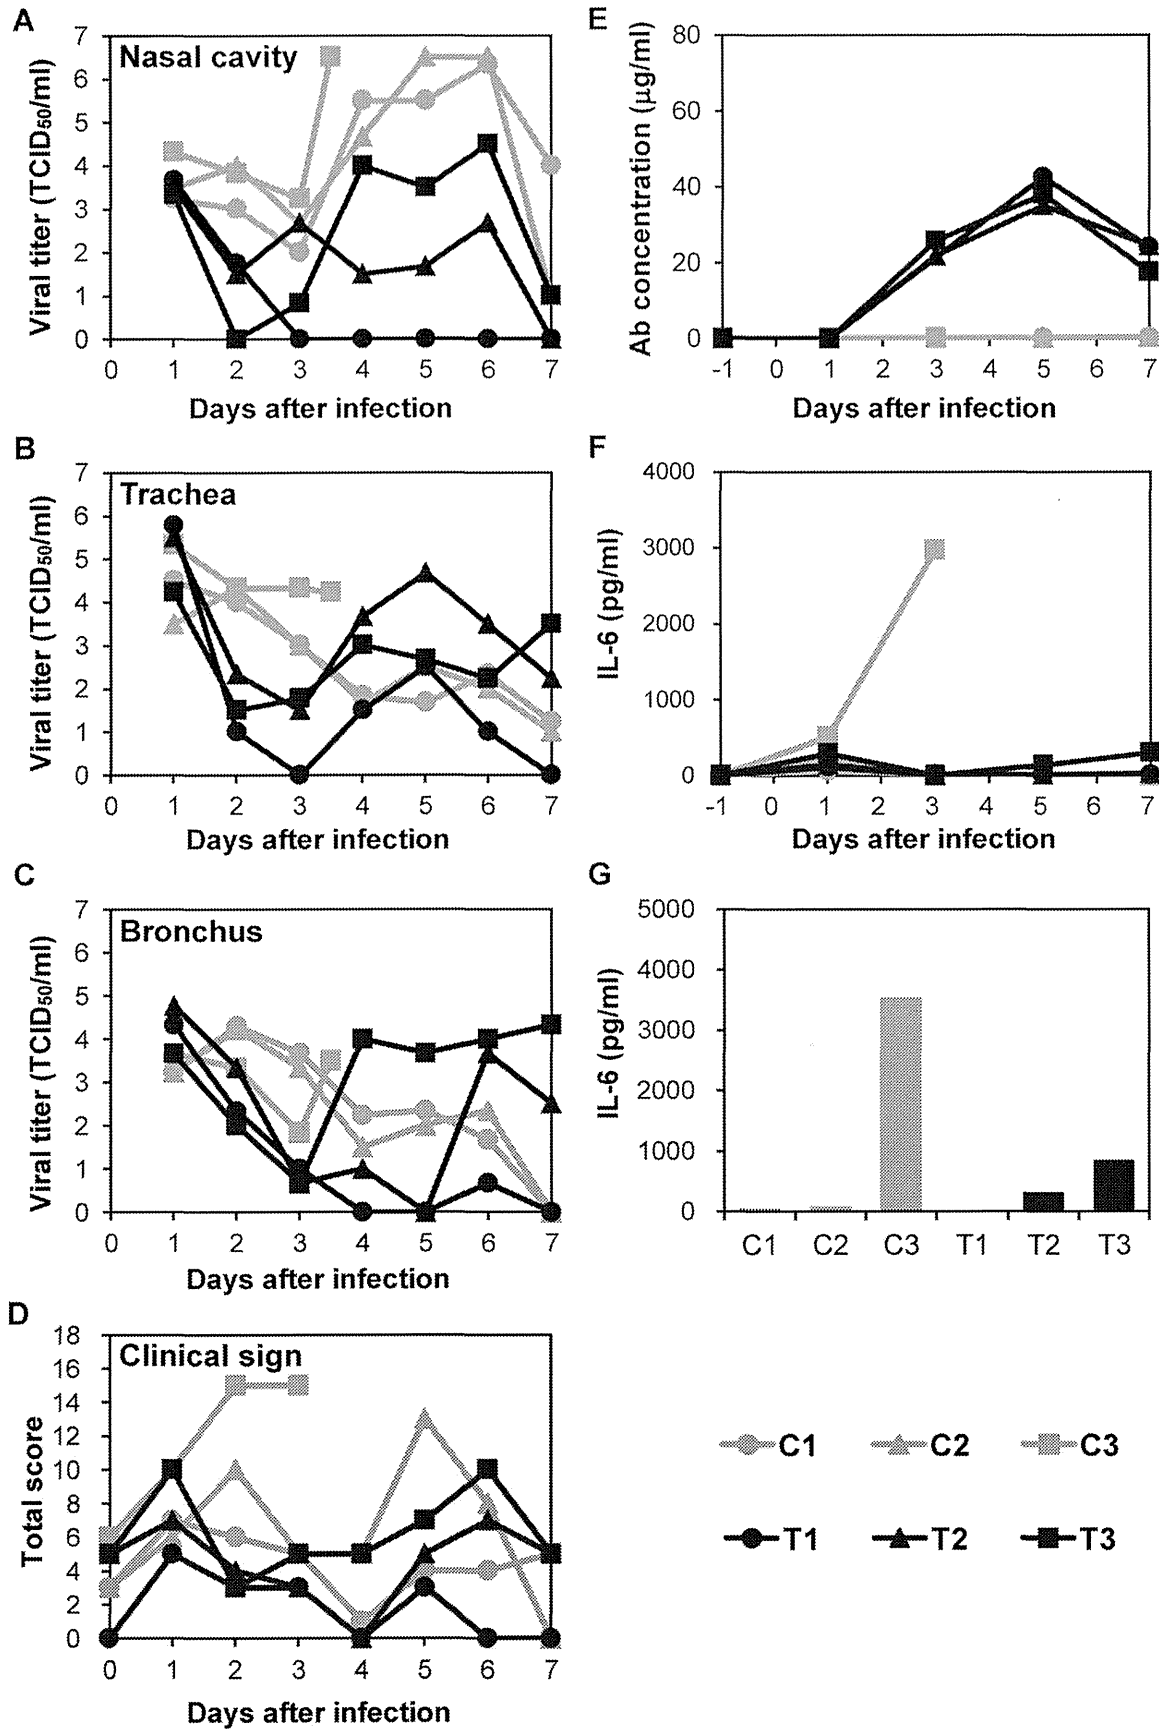 A
Nasal cavity
Viral titer (TCID50/ml)
7
6
5
4
3
2
1
0
0 1 2 3 4 5 6 7
Days after infection
B
Trachea
Viral titer (TCID50/ml)
7
6
5
4
3
2
1
0
0 1 2 3 4 5 6 7
Days after infection
C
Bronchus
Viral titer (TCID50/ml)
7
6
5
4
3
2
1
0
0 1 2 3 4 5 6 7
Days after infection
D
Clinical sign
Total score
18
16
14
12
10
8
6
4
2
0
0 1 2 3 4 5 6 7
Days after infection
E
Ab concentration (µg/ml)
80
60
40
20
0
-1 0 1 2 3 4 5 6 7
Days after infection
F
IL-6 (pg/ml)
4000
3000
2000
1000
0
-1 0 1 2 3 4 5 6 7
Days after infection
G
IL-6 (pg/ml)
5000
4000
3000
2000
1000
0
C1 C2 C3 T1 T2 T3
C1 C2 C3
T1 T2 T3